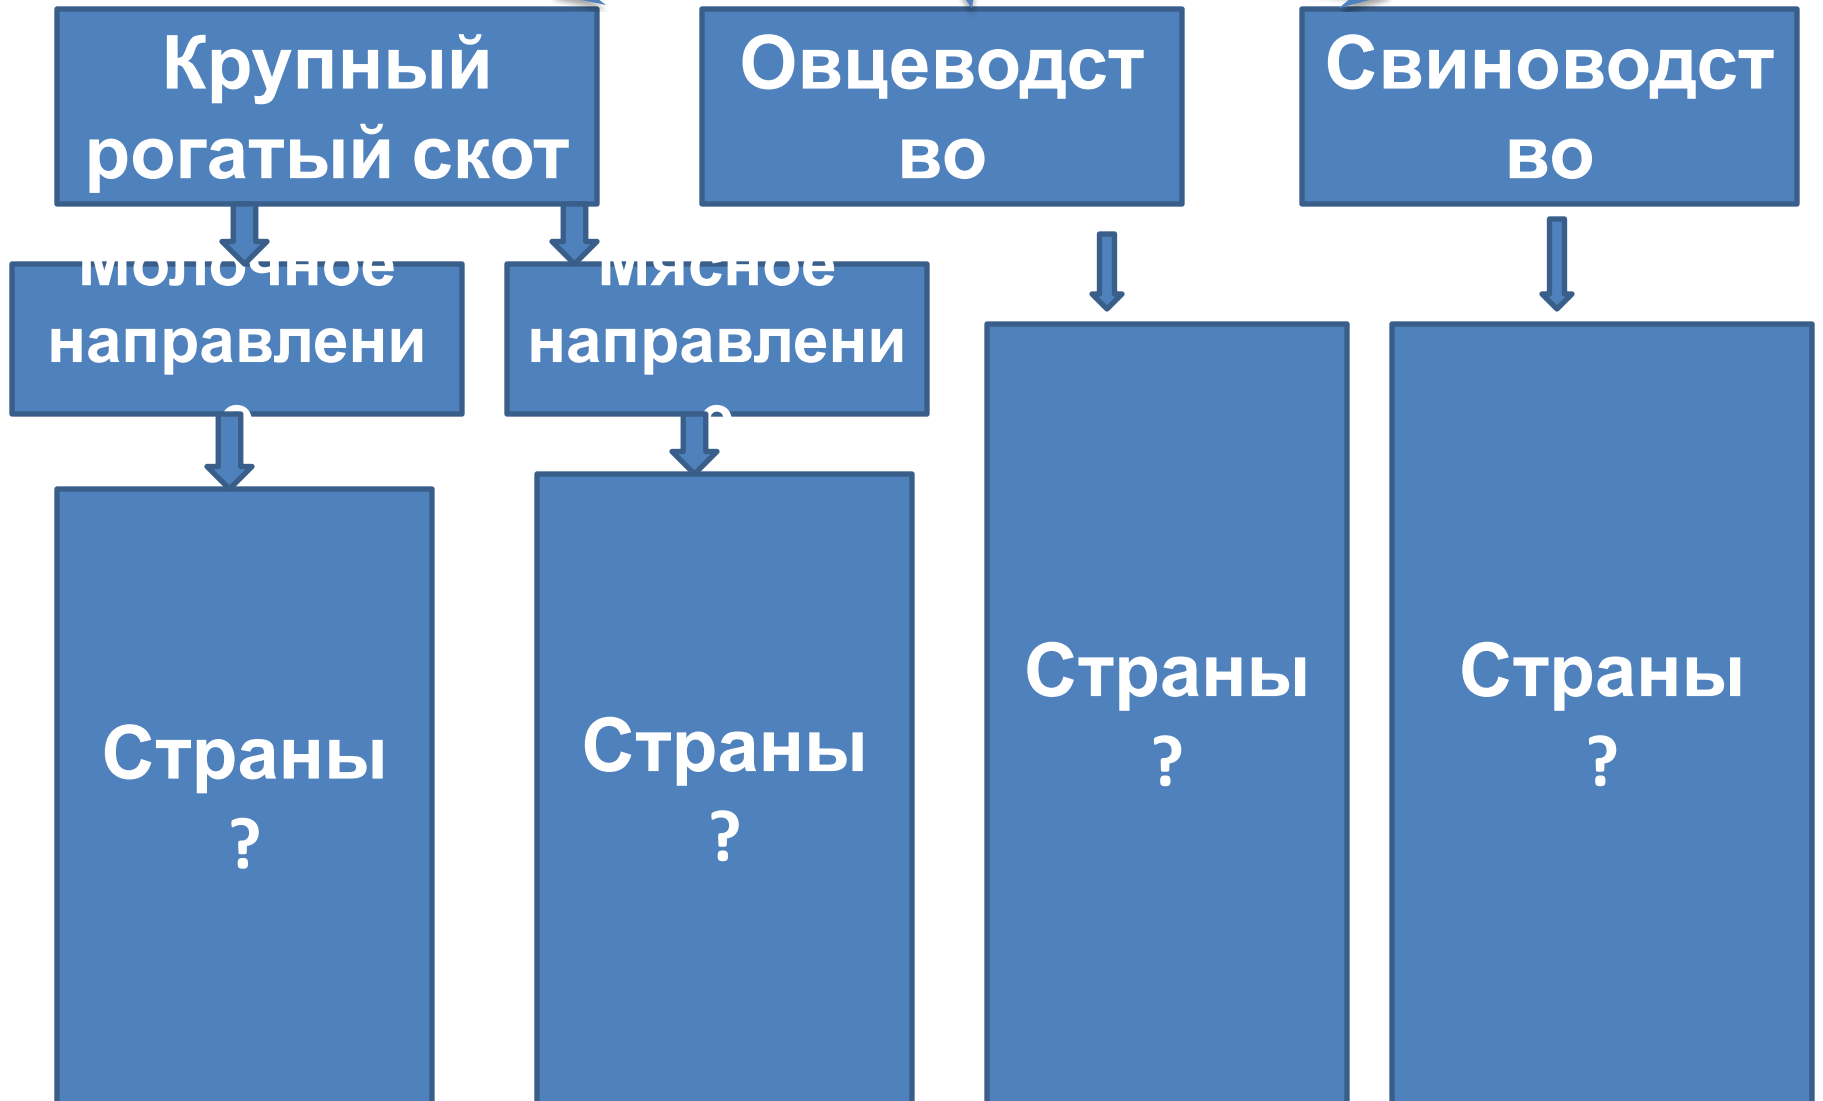 Крупный
рогатый скот
Овцеводст
во
Свиноводст
во
Молочное
направлени
е
Мясное
направлени
е
Страны
?
Страны
?
Страны
?
Страны
?